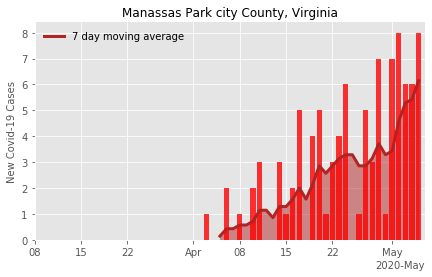 Manassas Park city County, Virginia
7 day moving average
New Covid-19 Cases
8
7
6
5
4
3
2
1
0
08 15 22 Apr 08 15 22 May
2020-May